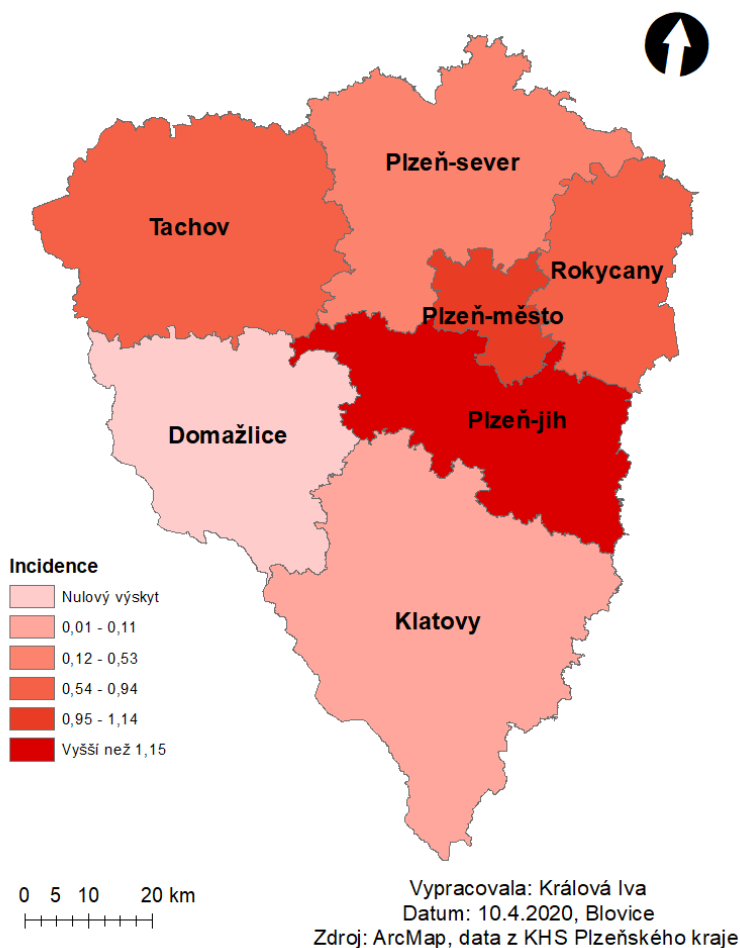 Plzeň-sever
Tachov
Rokycany
Plzeň-město
Plzeň-jih
Domažlice
Klatovy
Incidence
Nulový výskyt
0,01 - 0,11
0,12 - 0,53
0,54 - 0,94
0,95 - 1,14
Vyšší než 1,15
0 5 10 20 km
Vypracovala: Králová Iva
Datum: 10.4.2020, Blovice
Zdroj: ArcMap, data z KHS Plzeňského kraje